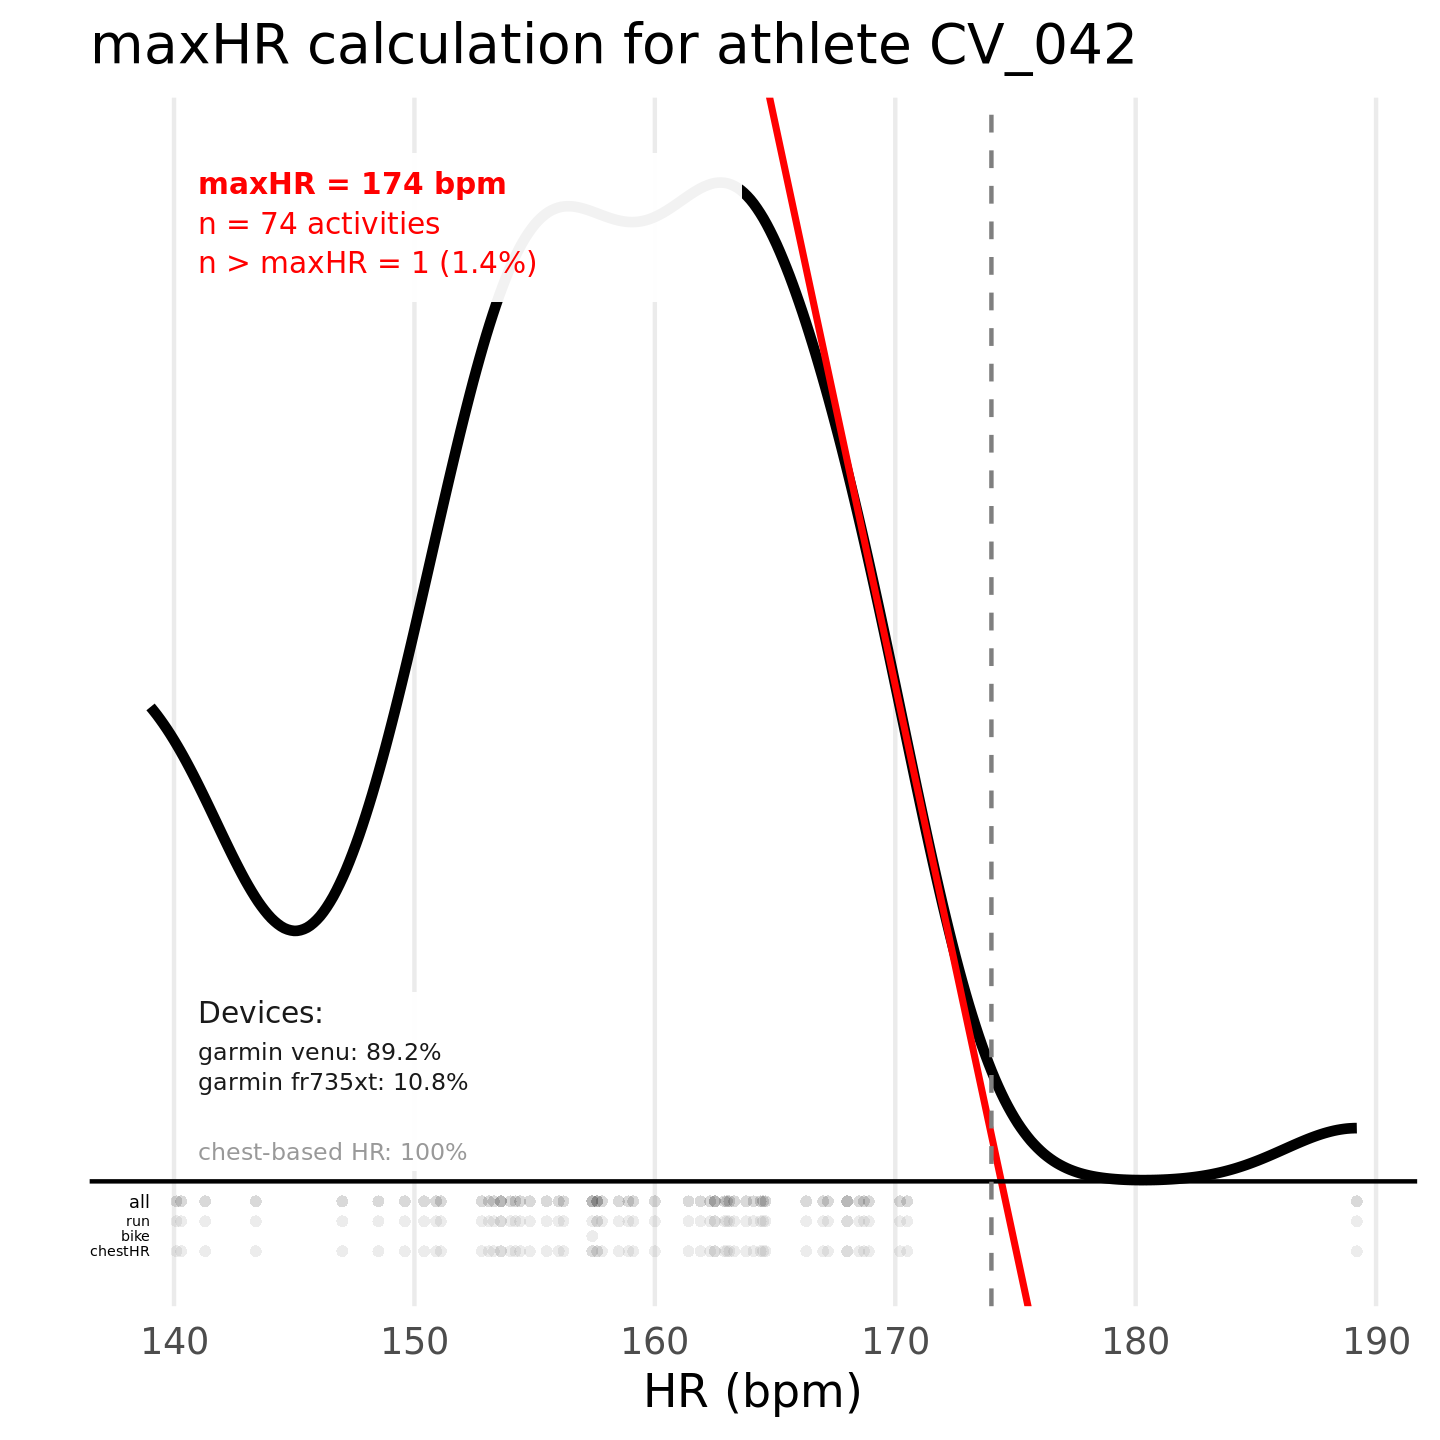 maxHR calculation for athlete CV_042
maxHR = 174 bpm
n = 74 activities
n > maxHR = 1 (1.4%)
Devices:
garmin venu: 89.2%
garmin fr735xt: 10.8%
chest-based HR: 100%
all
run
bike
chestHR
140 150 160 170 180 190
HR (bpm)